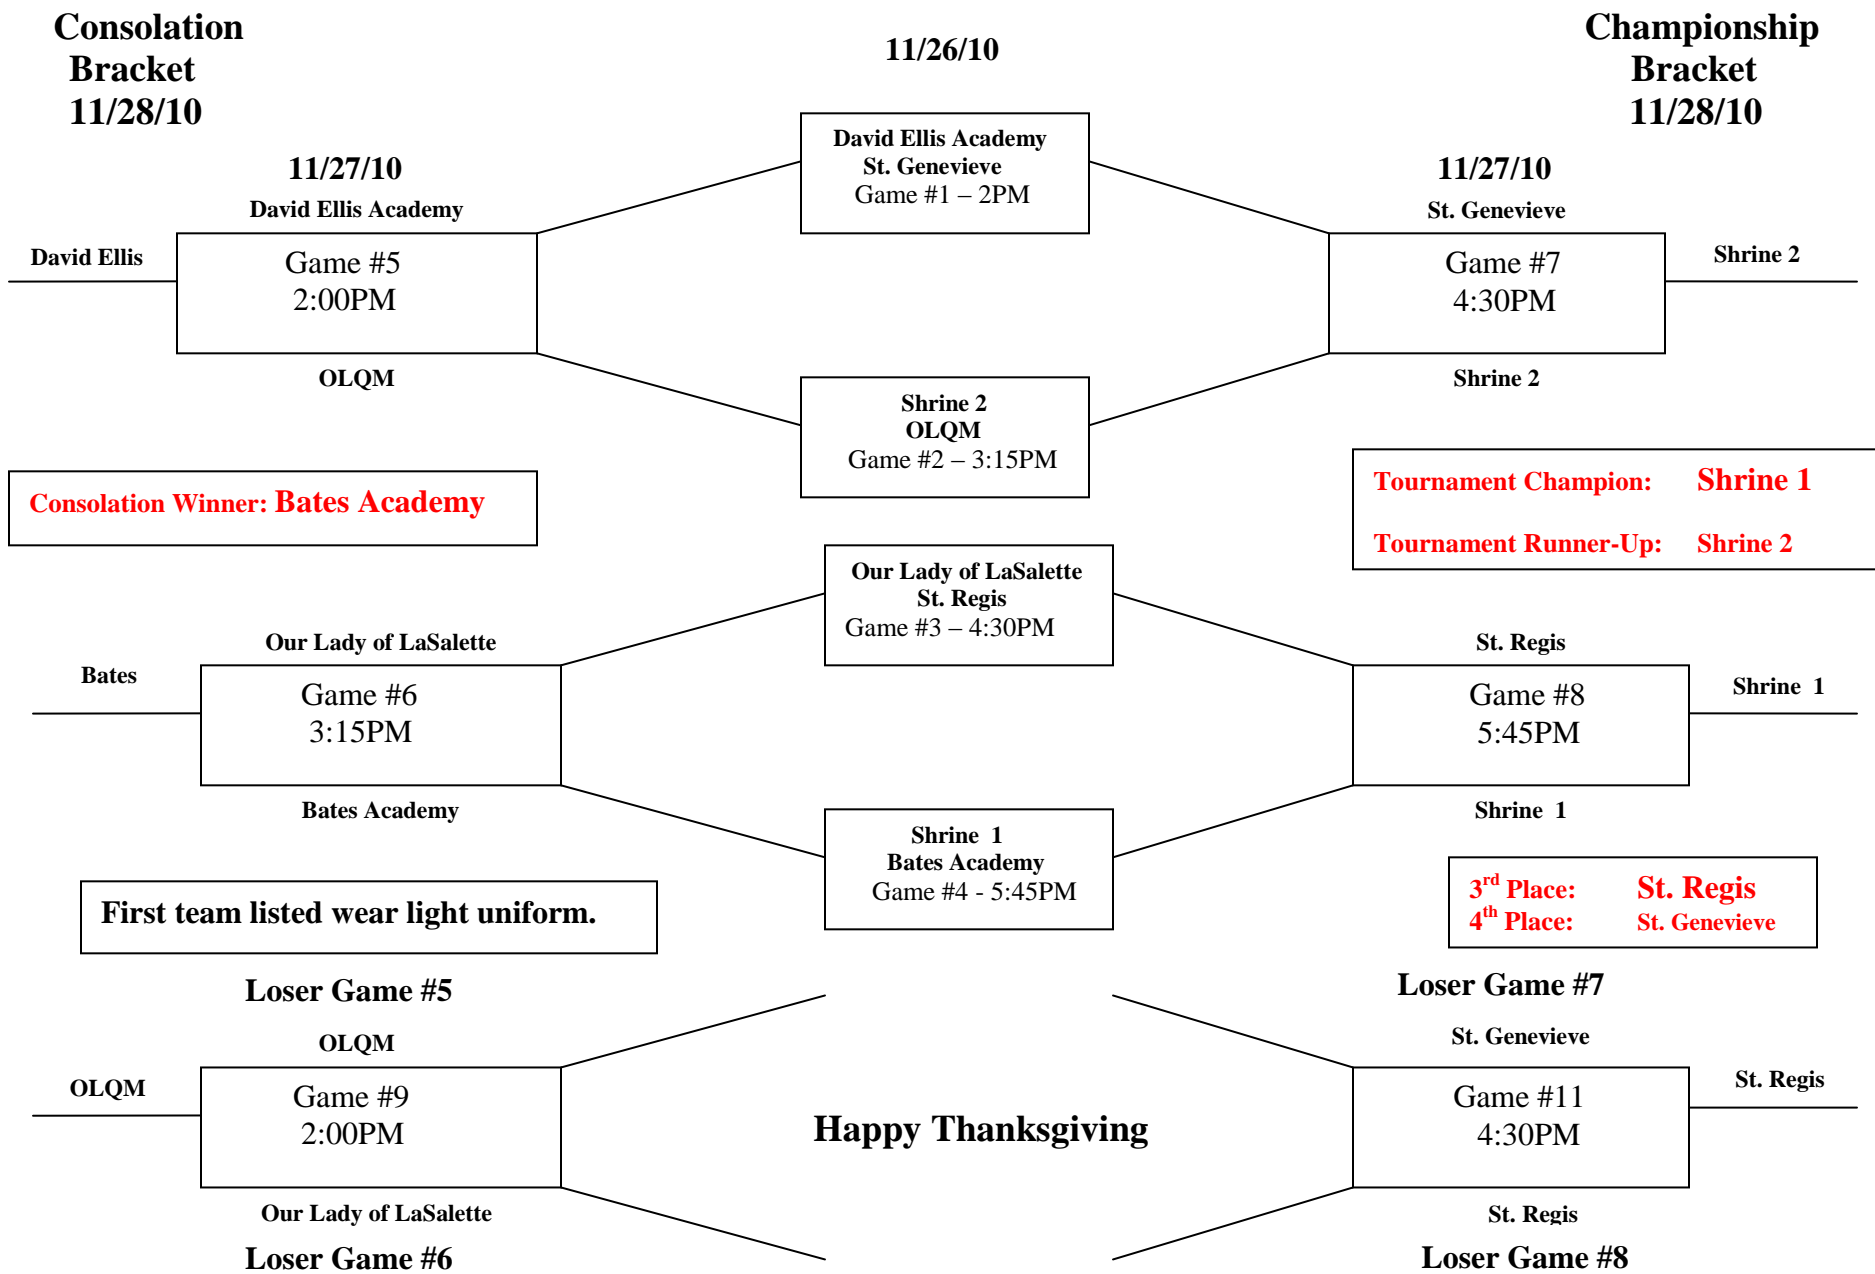 Consolation
Bracket
11/28/10
11/26/10
Championship
Bracket
11/28/10
11/27/10
David Ellis Academy
St. Genevieve
Game #1 – 2PM
11/27/10
David Ellis Academy
St. Genevieve
David Ellis
Game #5
2:00PM
Game #7
4:30PM
Shrine 2
OLQM
Shrine 2
Shrine 2
OLQM
Game #2 – 3:15PM
Consolation Winner: Bates Academy
Tournament Champion: Shrine 1
Tournament Runner-Up: Shrine 2
Our Lady of LaSalette
St. Regis
Game #3 – 4:30PM
Our Lady of LaSalette
St. Regis
Bates
Game #6
3:15PM
Game #8
5:45PM
Shrine 1
Bates Academy
Shrine 1
Shrine 1
Bates Academy
Game #4 - 5:45PM
First team listed wear light uniform.
3rd Place: St. Regis
4th Place: St. Genevieve
Loser Game #5
Loser Game #7
OLQM
St. Genevieve
OLQM
Game #9
2:00PM
Happy Thanksgiving
Game #11
4:30PM
St. Regis
Our Lady of LaSalette
St. Regis
Loser Game #6
Loser Game #8